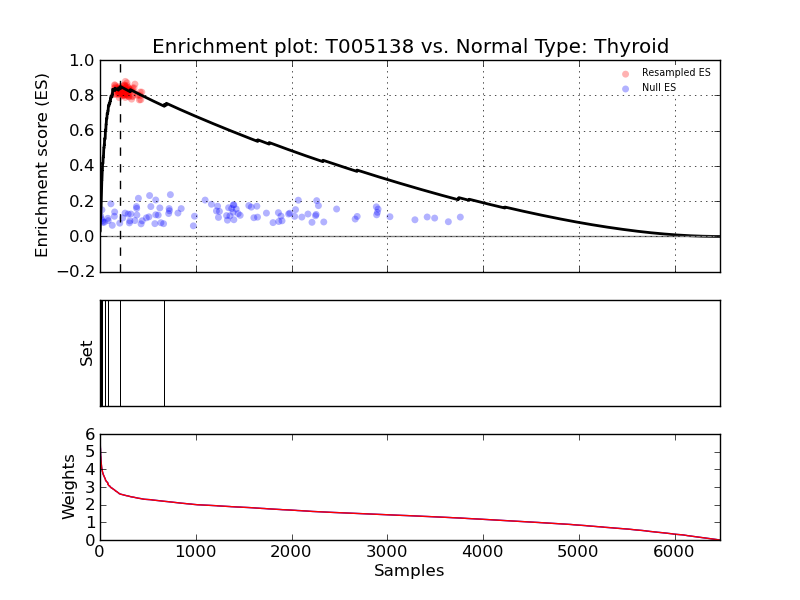 Enrichment plot: T005138 vs. Normal Type: Thyroid
Enrichment score (ES)
1.0
0.8
0.6
0.4
0.2
0.0
−0.2
Resampled ES
Null ES
Set
Weights
6
5
4
3
2
1
0
0 1000 2000 3000 4000 5000 6000
Samples